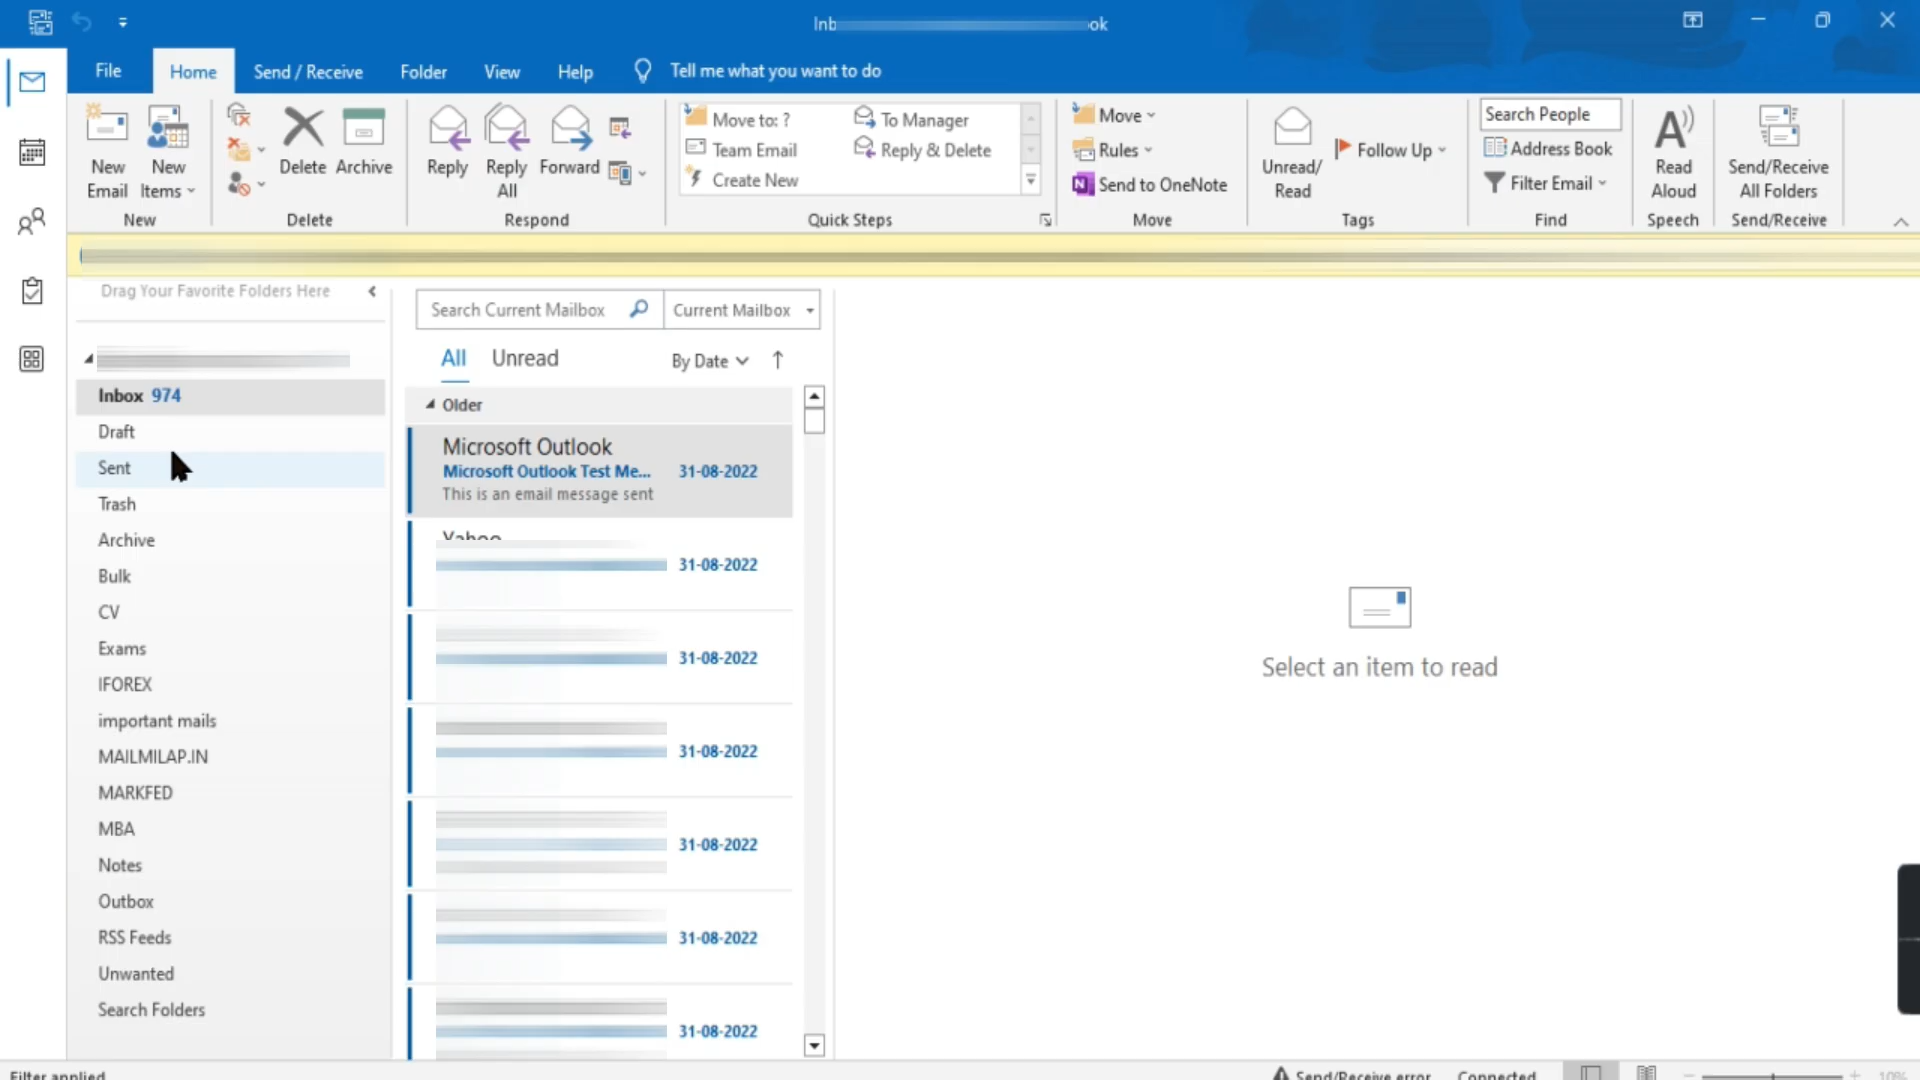 Inb
ok
File
Home
Send / Receive
Folder
View
Help
Tell me what you want to do
New Email
New Items
New
Delete
Archive
Delete
Reply
Reply All
Forward
Respond
Move to: ?
Team Email
Create New
To Manager
Reply & Delete
Quick Steps
Move
Rules
Send to OneNote
Move
Unread/ Read
Follow Up
Tags
Search People
Address Book
Filter Email
Find
Read Aloud
Speech
Send/Receive All Folders
Send/Receive
Drag Your Favorite Folders Here
Inbox 974
Draft
Sent
Trash
Archive
Bulk
CV
Exams
IFOREX
important mails
MAILMILAP.IN
MARKFED
MBA
Notes
Outbox
RSS Feeds
Unwanted
Search Folders
Search Current Mailbox
Current Mailbox
All
Unread
By Date
Older
Microsoft Outlook
Microsoft Outlook Test Me... 31-08-2022
This is an email message sent
Yahoo
31-08-2022
31-08-2022
31-08-2022
31-08-2022
31-08-2022
31-08-2022
Select an item to read
Filter applied
Send/Receive error
Connected
10%